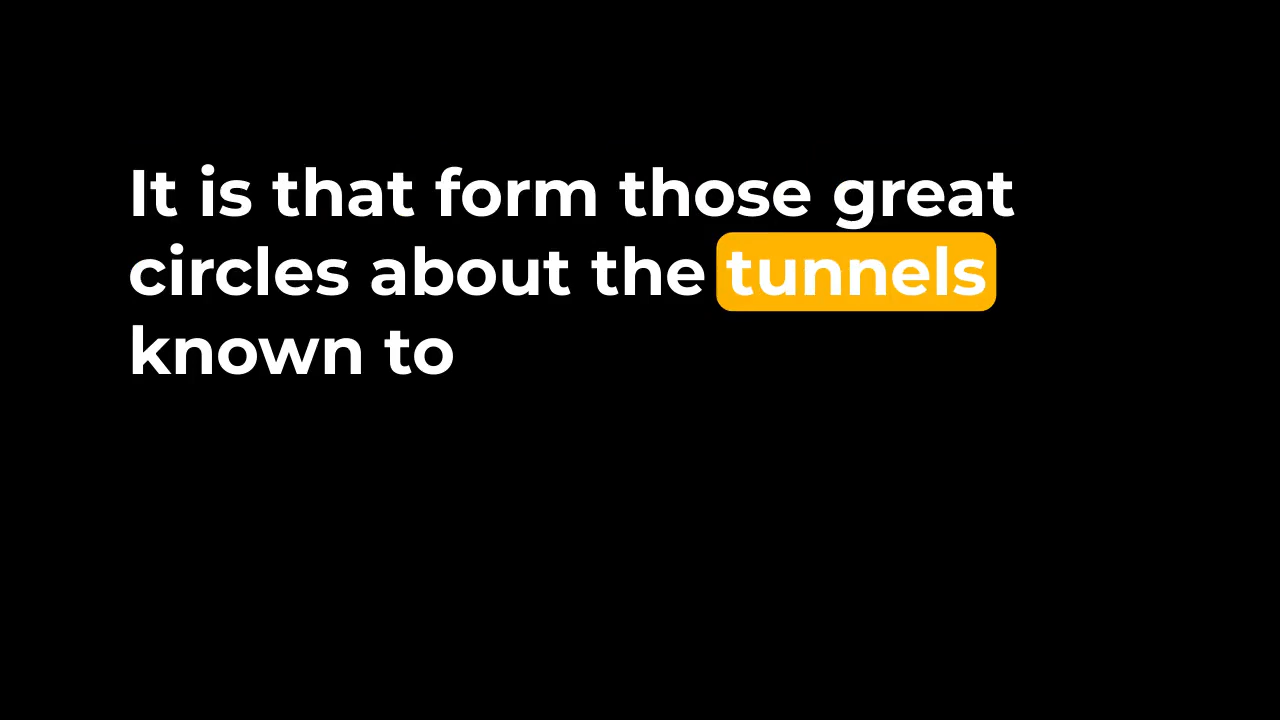 It is that form those great
circles about the tunnels
known to